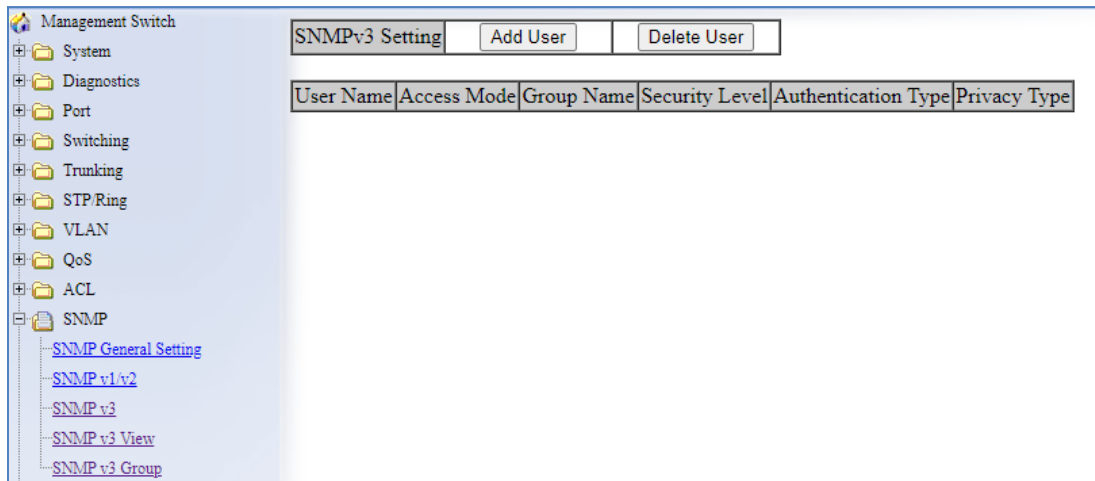 Management Switch
System
Diagnostics
Port
Switching
Trunking
STP/Ring
VLAN
QoS
ACL
SNMP
SNMP General Setting
SNMP v1/v2
SNMP v3
SNMP v3 View
SNMP v3 Group
SNMPv3 Setting Add User Delete User
User Name Access Mode Group Name Security Level Authentication Type Privacy Type